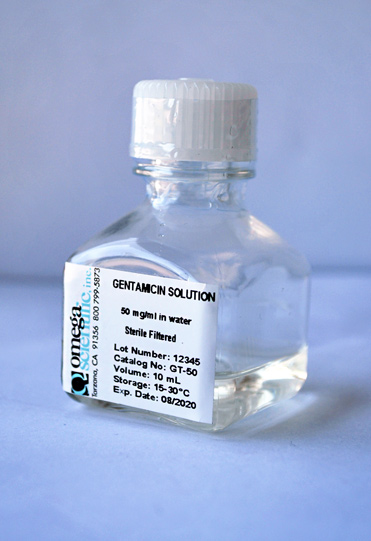 GENTAMICIN SOLUTION
50 mg/ml in water
Sterile Filtered
Lot Number: 12345
Catalog No: GT-50
Volume: 10 mL
Storage: 15-30°C
Exp. Date: 08/2020
omega
scientific, inc.
Tarzana, CA 91356 800 799-5873